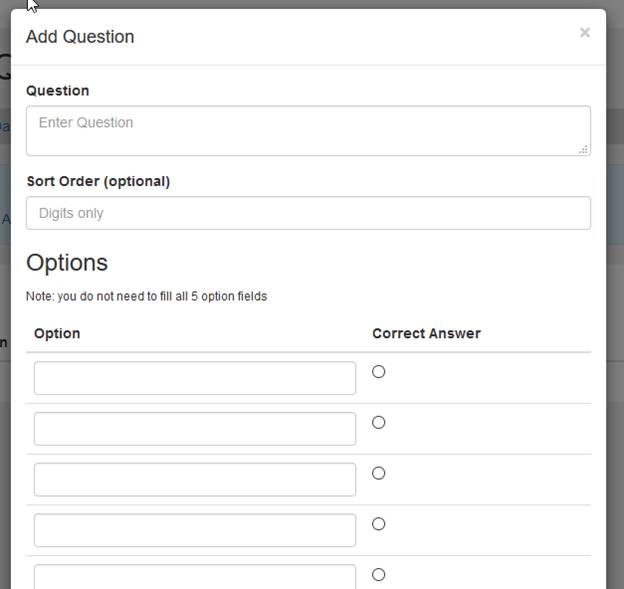 Add Question
×
Question
Enter Question
Sort Order (optional)
Digits only
Options
Note: you do not need to fill all 5 option fields
Option Correct Answer